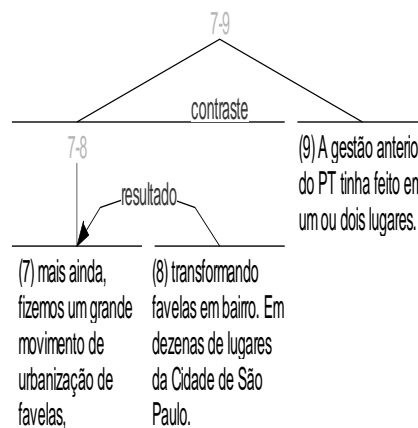 7-9
contraste
7-8
resultado
(7) mais ainda,
fizemos um grande
movimento de
urbanização de
favelas,
(8) transformando
favelas em bairro. Em
dezenas de lugares
da Cidade de São
Paulo.
(9) A gestão anterio
do PT tinha feito en
um ou dois lugares.